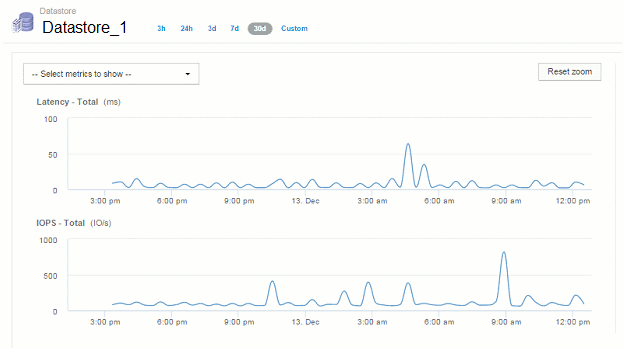 Datastore
Datastore_1
3h 24h 3d 7d 30d Custom
-- Select metrics to show --
Reset zoom
Latency - Total (ms)
100
50
0
3:00 pm 6:00 pm 9:00 pm 13. Dec 3:00 am 6:00 am 9:00 am 12:00 pm
IOPS - Total (IO/s)
1000
500
0
3:00 pm 6:00 pm 9:00 pm 13. Dec 3:00 am 6:00 am 9:00 am 12:00 pm